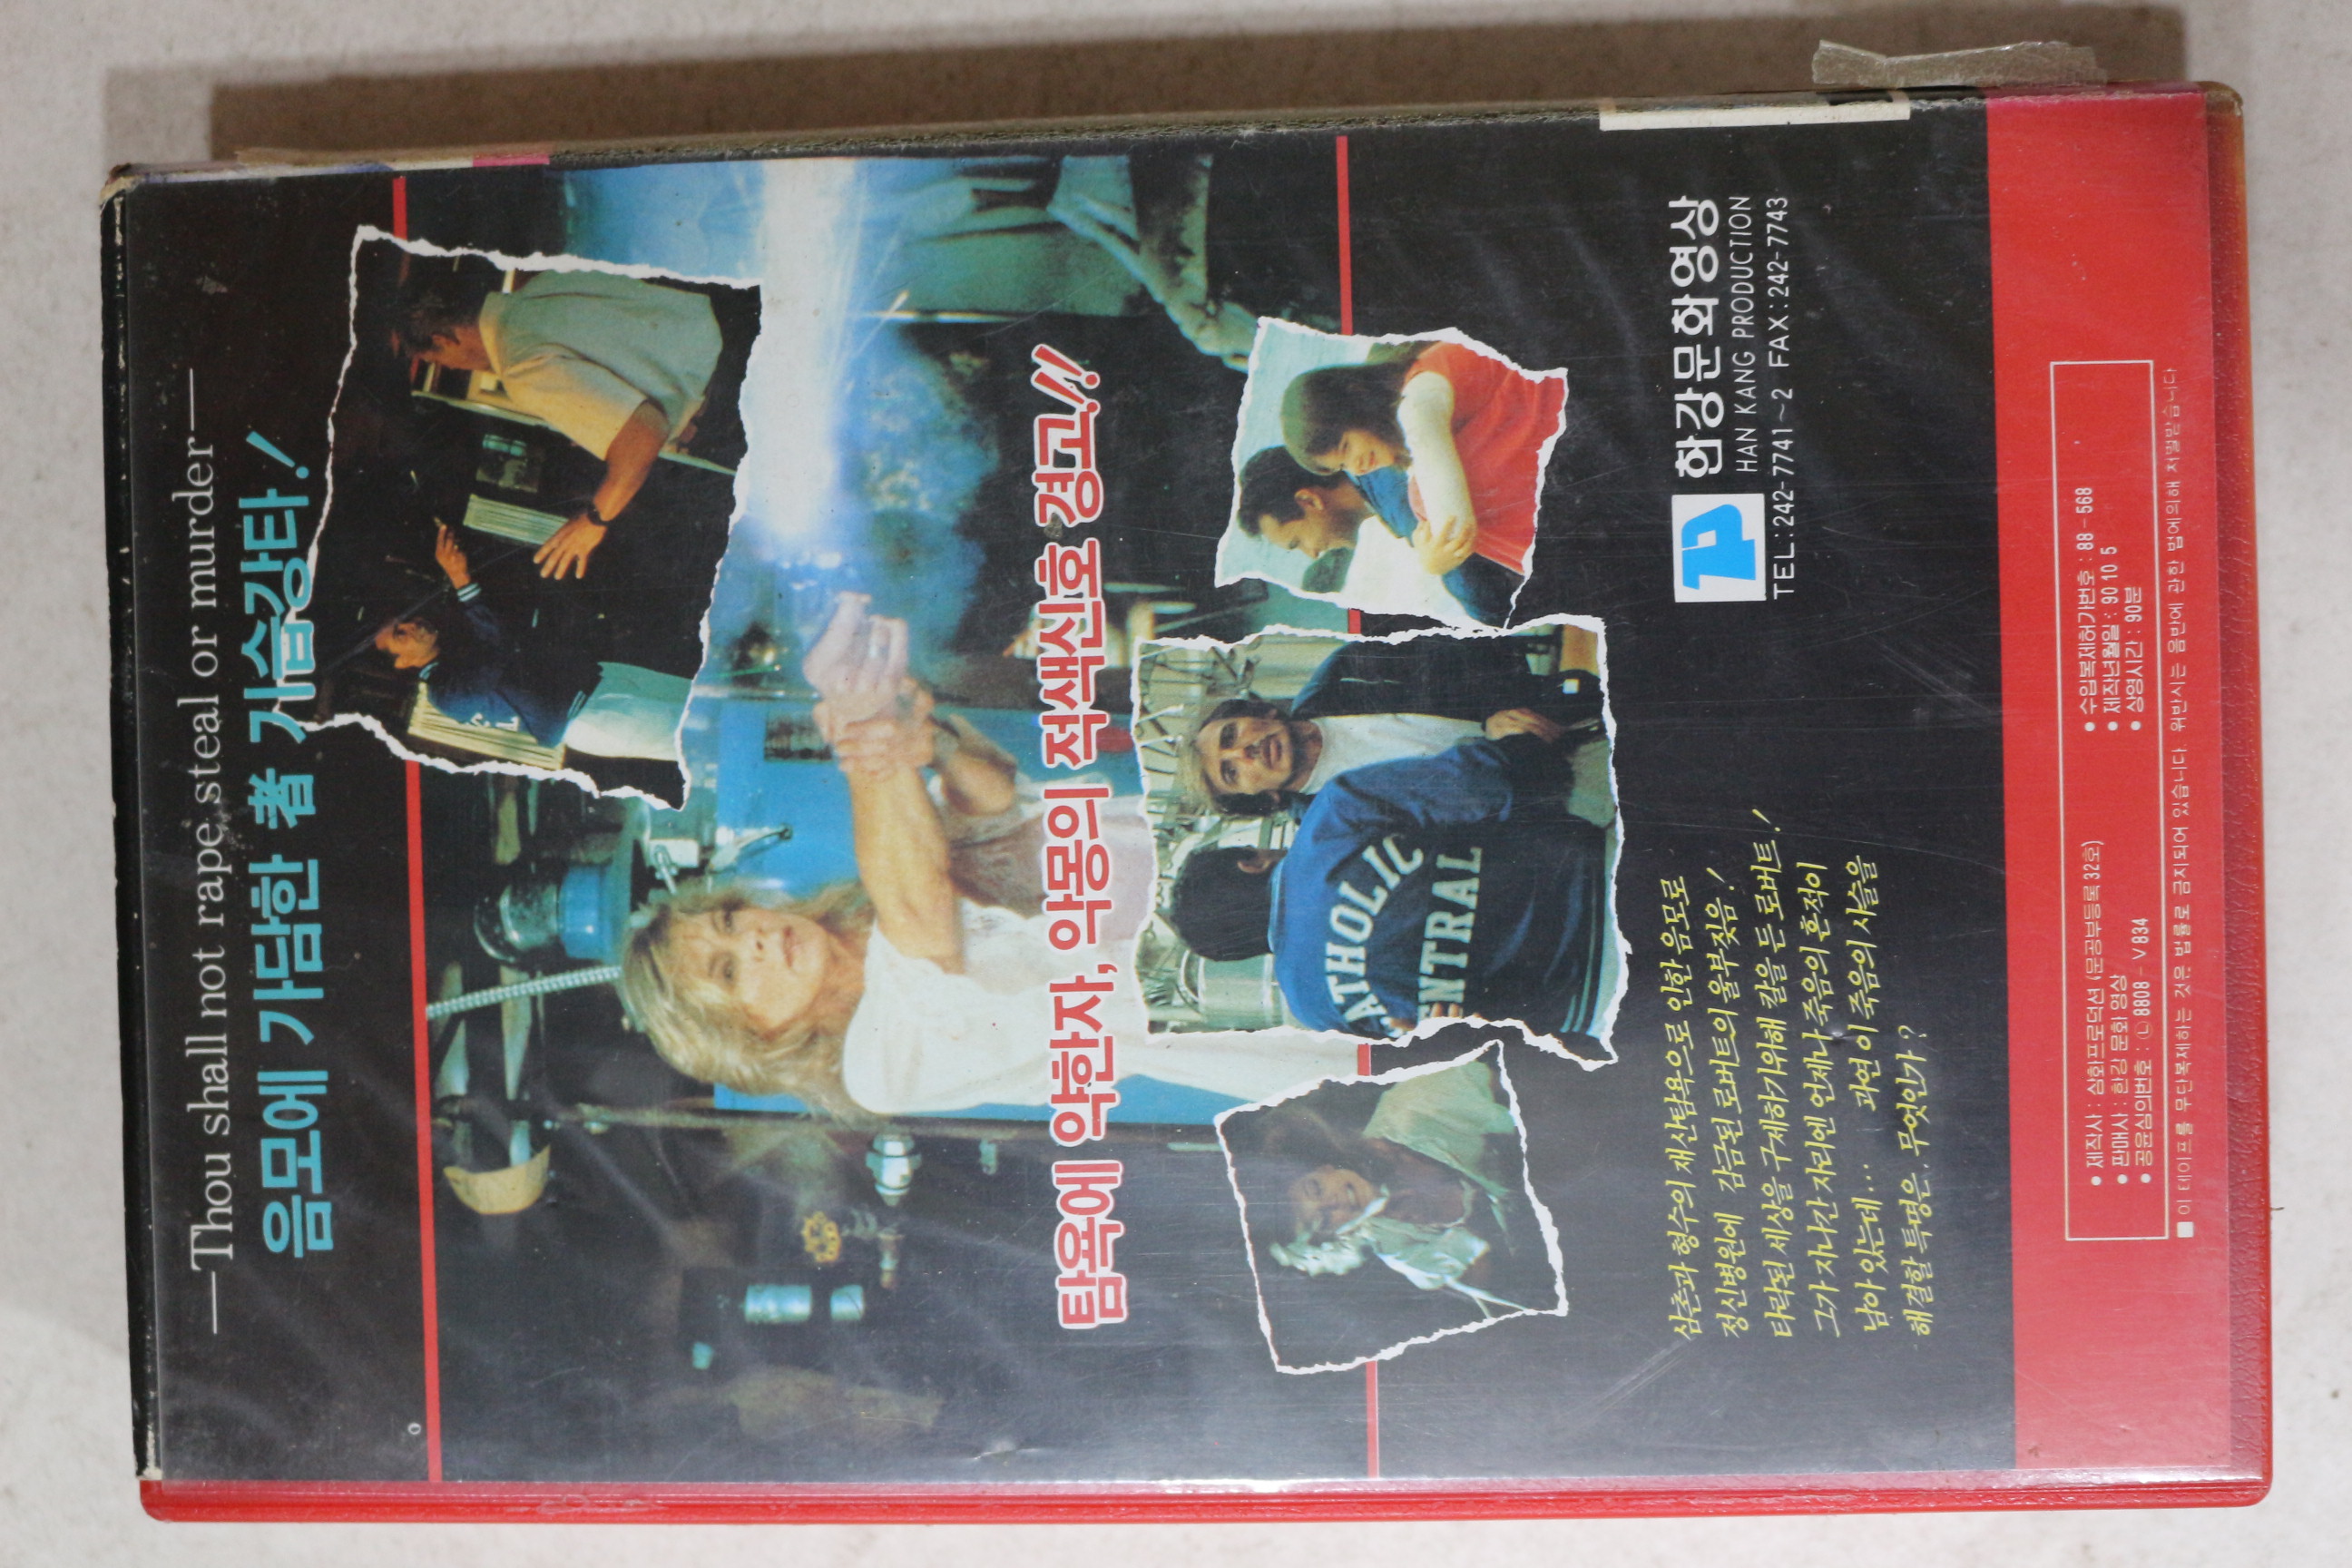 —Thou shall not rape, steal or murder—
음모에 가담한 者 기습강타!
탐욕에 약한자, 악몽의 적색신호 경고!!
CATHOLIC
CENTRAL
삼촌과 형수의 재산탐욕으로 인한 음모로
정신병원에 감금된 로버트의 울부짖음!
타락된 세상을 구제하기위해 칼을 든 로버트!
그가 지나간 자리엔 언제나 죽음의 흔적이
남아 있는데... 과연 이 죽음의 사슬을
해결할 특명은, 무엇인가?
한강문화영상
HAN KANG PRODUCTION
TEL:242-7741~2 FAX:242-7743
• 제작사 : 삼화프로덕션 (문공부등록 32호)
• 판매사 : 한강 문화 영상
• 공윤심의번호 : Ⓛ 8808 - V 834
• 수입복제허가번호 : 88 - 568
• 제작년월일 : 90 10 5
• 상영시간 : 90분
■ 이 테이프를 무단복제하는 것은 법률로 금지되어 있습니다 위반시는 음반에 관한 법에의해 처벌받습니다